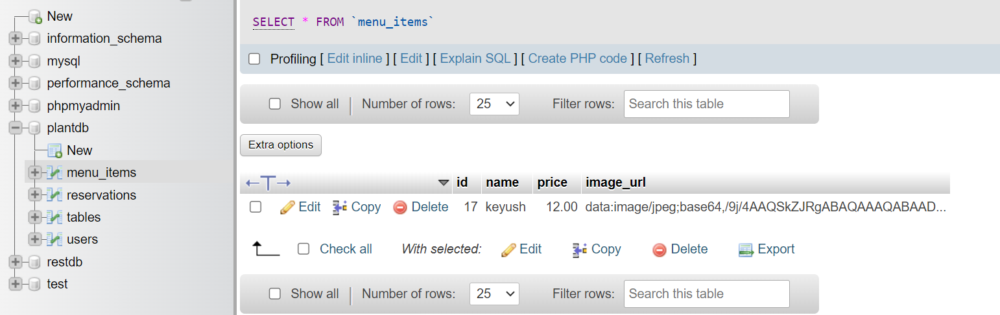 New
information_schema
mysql
performance_schema
phpmyadmin
plantdb
New
menu_items
reservations
tables
users
restdb
test
SELECT * FROM `menu_items`
Profiling [ Edit inline ] [ Edit ] [ Explain SQL ] [ Create PHP code ] [ Refresh ]
Show all Number of rows: 25 Filter rows: Search this table
Extra options
id name price image_url
Edit Copy Delete 17 keyush 12.00 data:image/jpeg;base64,/9j/4AAQSkZJRgABAQAAAQABAAD...
Check all With selected: Edit Copy Delete Export
Show all Number of rows: 25 Filter rows: Search this table